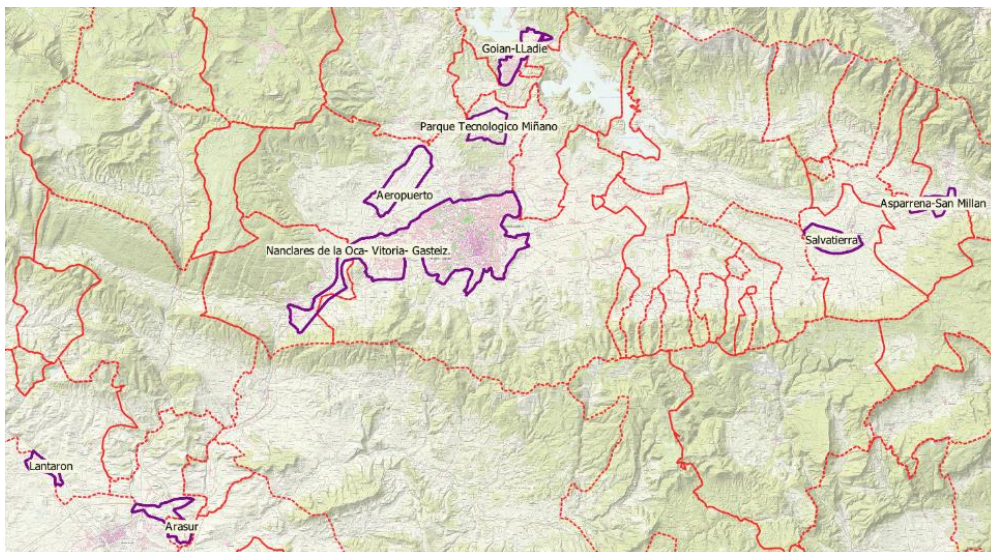 Goian-LLadie
Parque Tecnologico Miñano
Aeropuerto
Asparrena-San Millan
Salvatierra
Nanclares de la Oca- Vitoria- Gasteiz.
Lantaron
Arasur